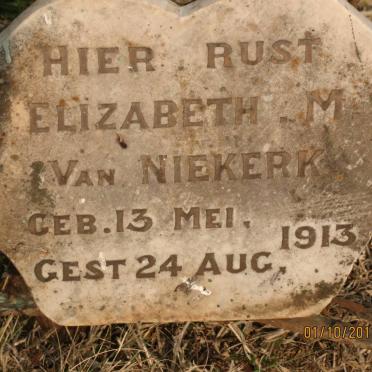 HIER RUST
ELIZABETH . M
VAN NIEKERK
GEB. 13 MEI.
1913
GEST 24 AUG.
01/10/201